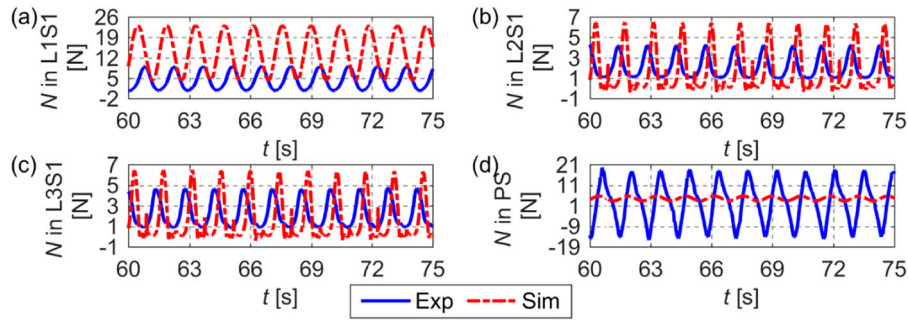 (a)
N in L1S1
[N]
26
19
12
5
-2
60 63 66 69 72 75
t [s]
(b)
N in L2S1
[N]
7
5
3
1
-1
60 63 66 69 72 75
t [s]
(c)
N in L3S1
[N]
7
5
3
1
-1
60 63 66 69 72 75
t [s]
(d)
N in PS
[N]
21
11
1
-9
-19
60 63 66 69 72 75
t [s]
Exp Sim